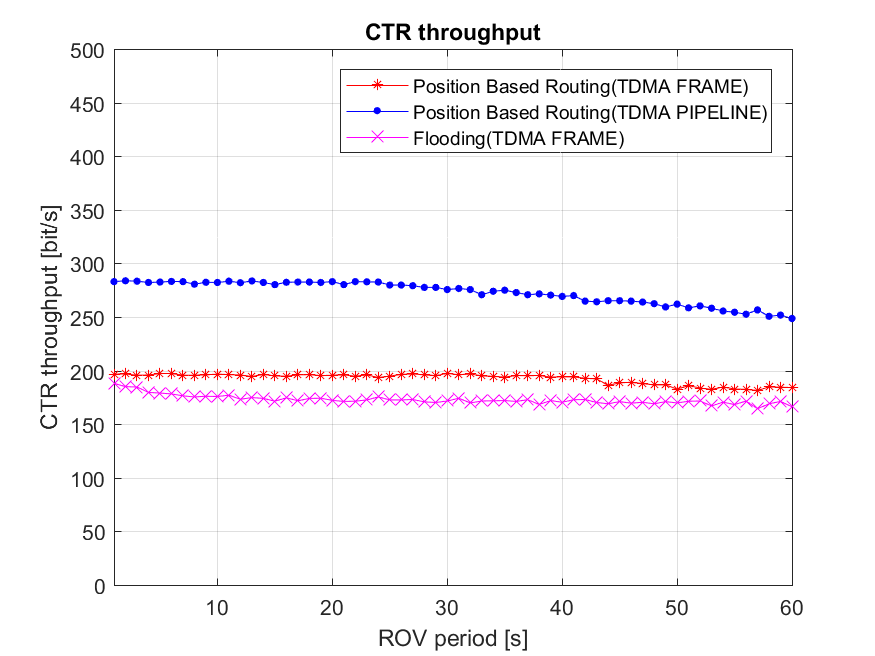 CTR throughput
500
450
400
350
300
250
200
150
100
50
0
CTR throughput [bit/s]
Position Based Routing(TDMA FRAME)
Position Based Routing(TDMA PIPELINE)
Flooding(TDMA FRAME)
10 20 30 40 50 60
ROV period [s]